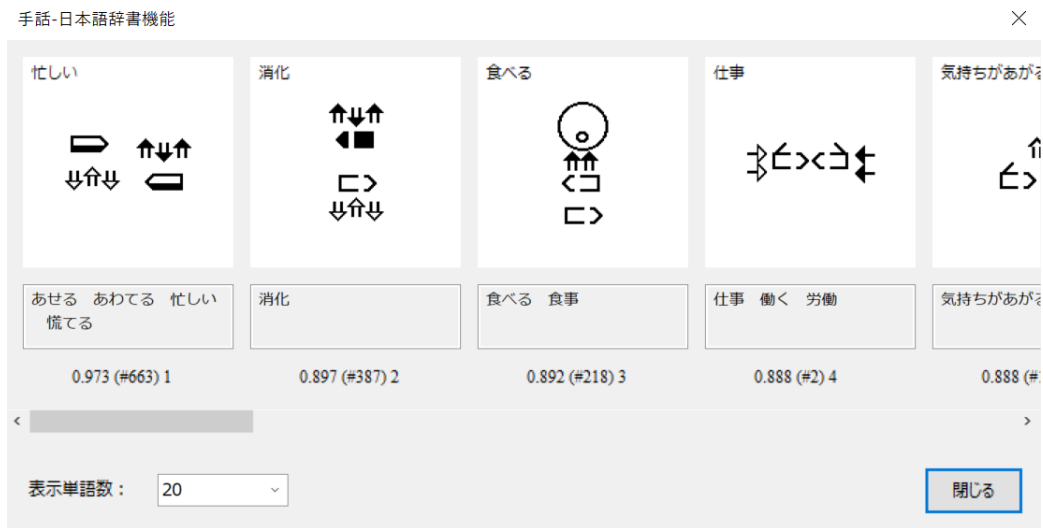 手話-日本語辞書機能
忙しい
消化
食べる
仕事
気持ちがあがる
あせる あわてる 忙しい
慌てる
消化
食べる 食事
仕事 働く 労働
気持ちがあがる
0.973 (#663) 1
0.897 (#387) 2
0.892 (#218) 3
0.888 (#2) 4
0.888 (#
表示単語数：
20
閉じる